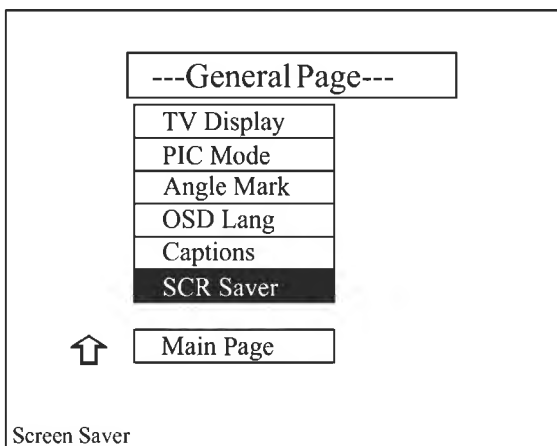 ---General Page---
TV Display
PIC Mode
Angle Mark
OSD Lang
Captions
SCR Saver
Main Page
Screen Saver